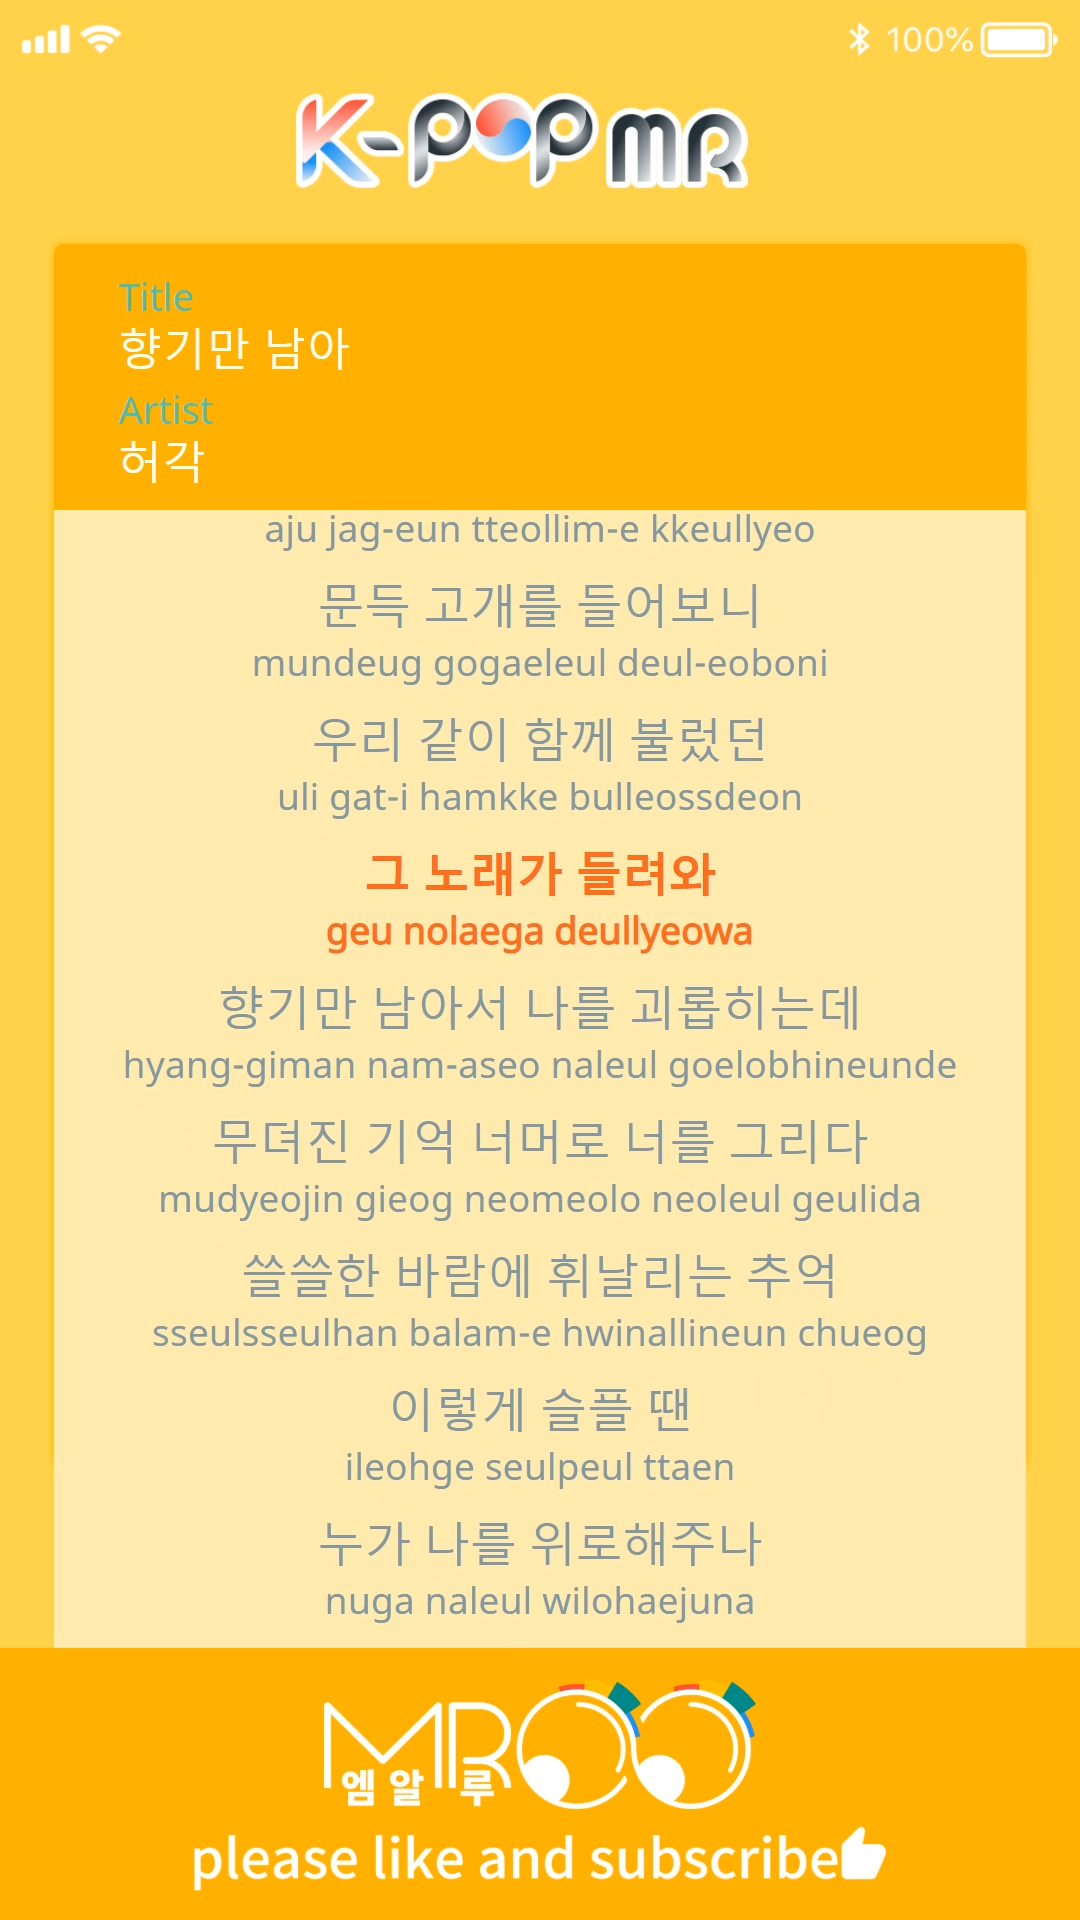 100%
K-POP MR
Title
향기만 남아
Artist
허각
aju jag-eun tteollim-e kkeullyeo
문득 고개를 들어보니
mundeug gogaeleul deul-eoboni
우리 같이 함께 불렀던
uli gat-i hamkke bulleossdeon
그 노래가 들려와
geu nolaega deullyeowa
향기만 남아서 나를 괴롭히는데
hyang-giman nam-aseo naleul goelobhineunde
무뎌진 기억 너머로 너를 그리다
mudyeojin gieog neomeolo neoleul geulida
쓸쓸한 바람에 휘날리는 추억
sseulsseulhan balam-e hwinallineun chueog
이렇게 슬플 땐
ileohge seulpeul ttaen
누가 나를 위로해주나
nuga naleul wilohaejuna
MROO
엠알루
please like and subscribe